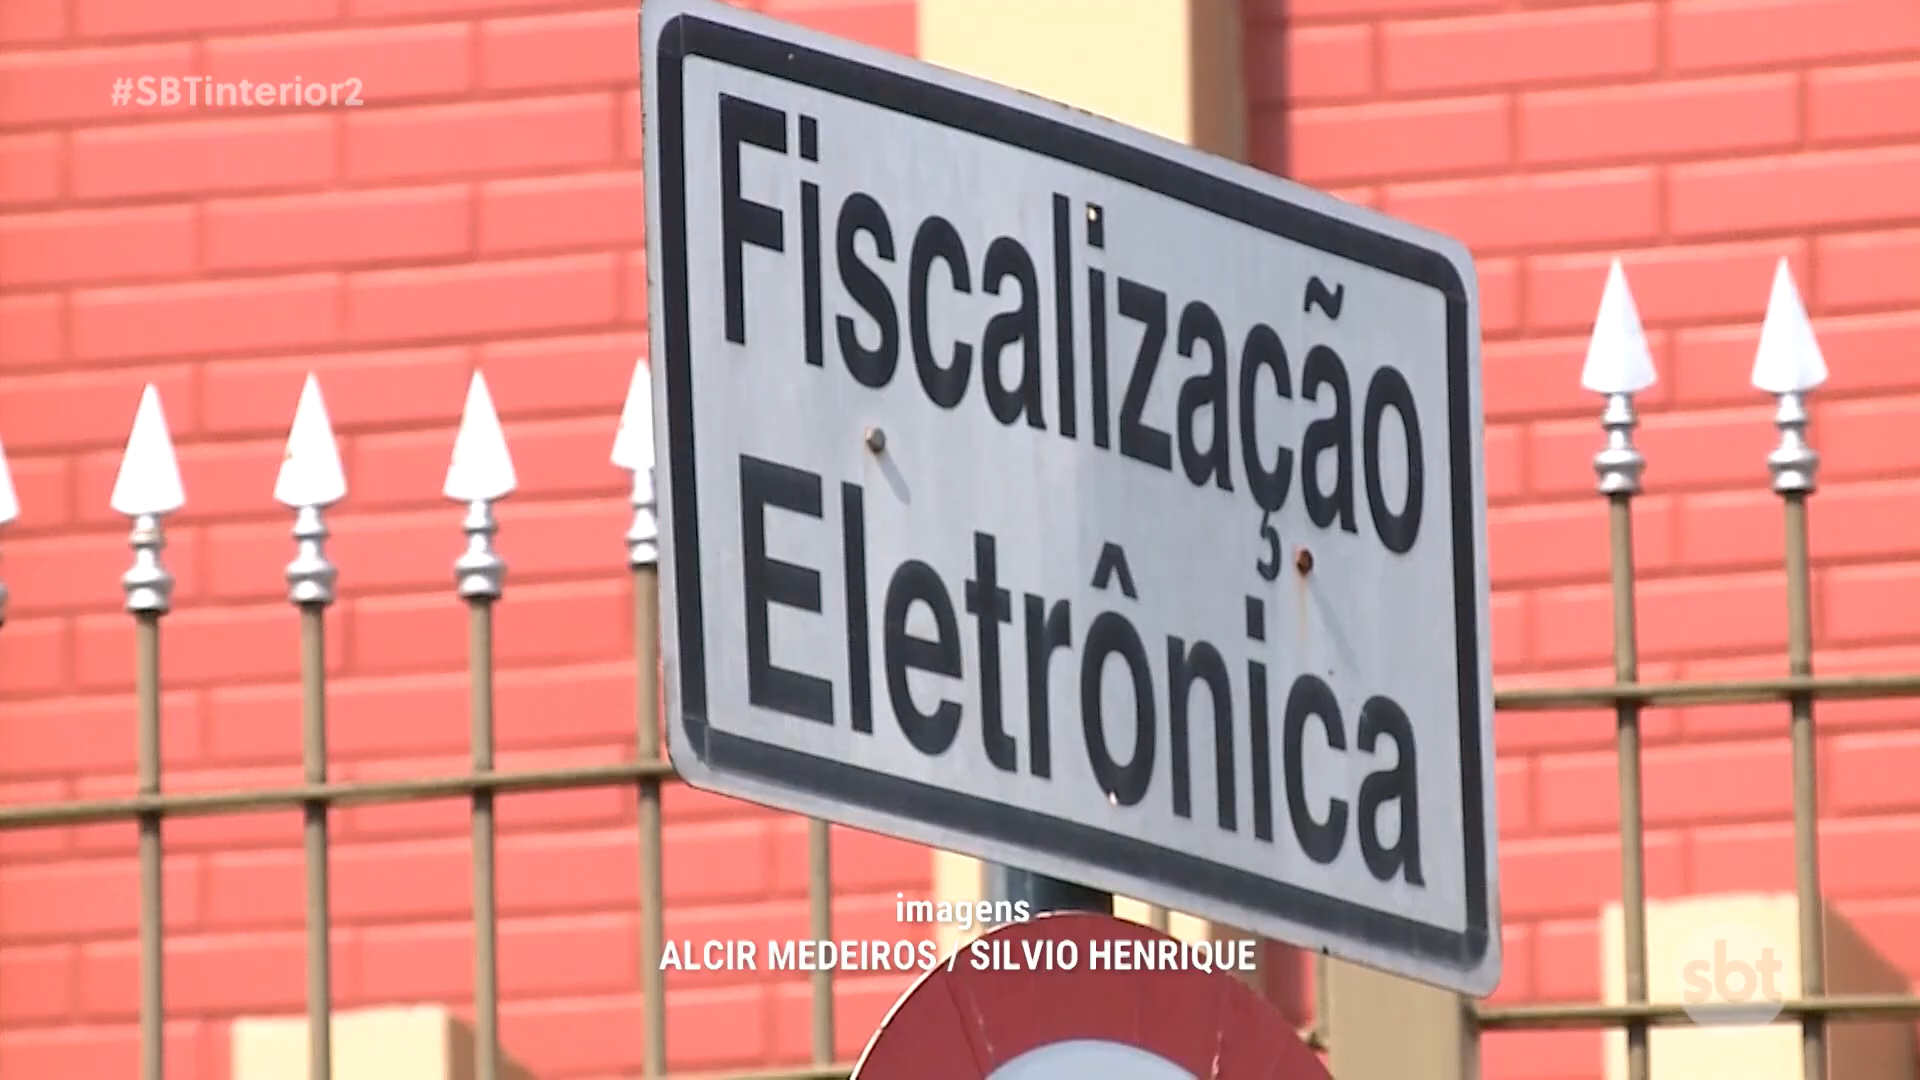 #SBTinterior2
Fiscalização
Eletrônica
imagens
ALCIR MEDEIROS / SILVIO HENRIQUE
sbt